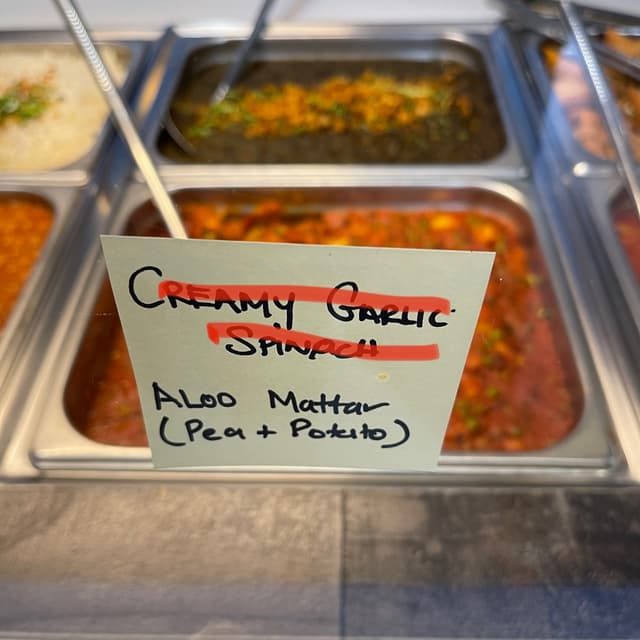 CREAMY GARLIC
SPINACH
ALOO Mattar
(Pea + Potato)